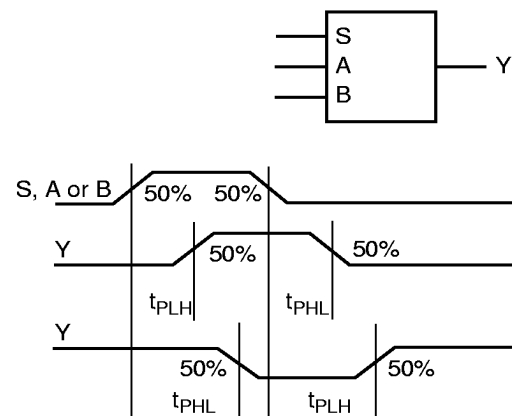 S
A Y
B
S, A or B 50% 50%
Y 50% 50%
tPLH tPHL
Y
50% 50%
tPHL tPLH